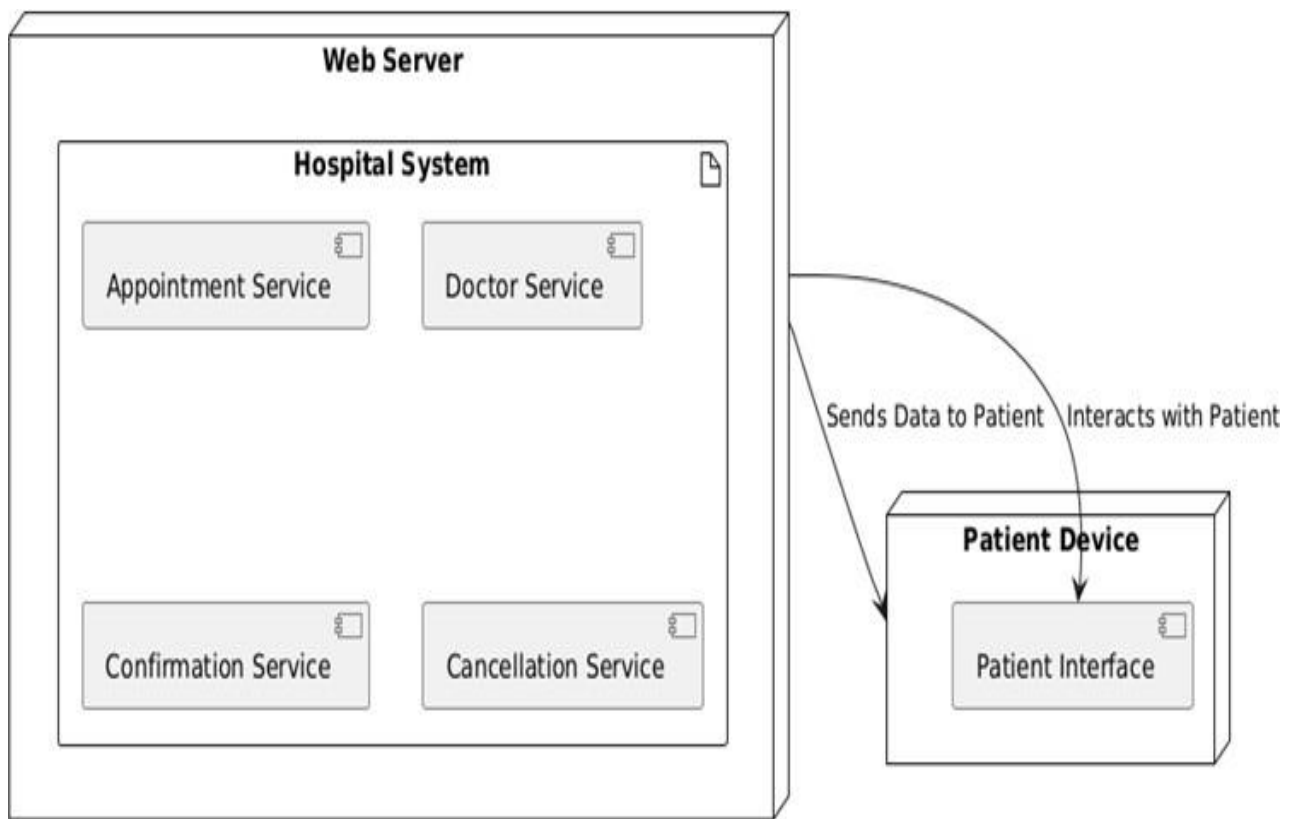 Web Server
Hospital System
Appointment Service
Doctor Service
Sends Data to Patient
Interacts with Patient
Patient Device
Confirmation Service
Cancellation Service
Patient Interface